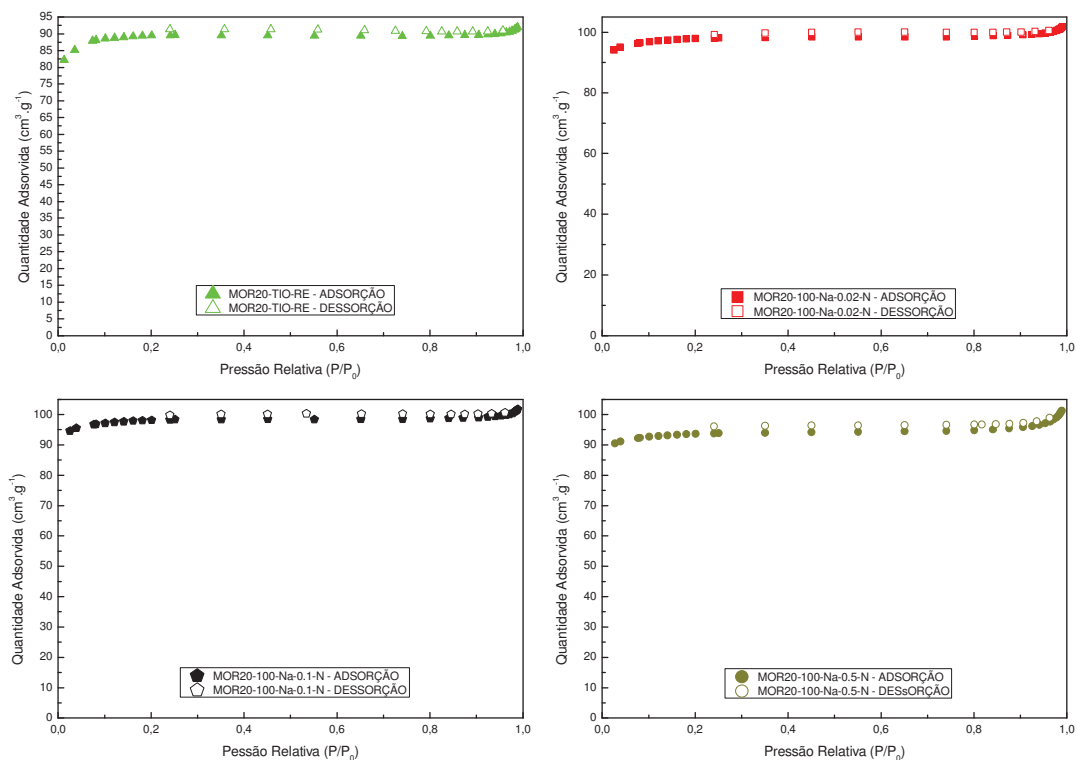 95
90
85
80
75
70
65
60
55
50
45
40
35
30
25
20
15
10
5
0
Quantidade Adsorvida (cm³.g⁻¹)
MOR20-TIO-RE - ADSORÇÃO
MOR20-TIO-RE - DESSORÇÃO
0,0 0,2 0,4 0,6 0,8 1,0
Pressão Relativa (P/P₀)
100
80
60
40
20
0
Quantidade Adsorvida (cm³.g⁻¹)
MOR20-100-Na-0.02-N - ADSORÇÃO
MOR20-100-Na-0.02-N - DESSORÇÃO
0,0 0,2 0,4 0,6 0,8 1,0
Pressão Relativa (P/P₀)
100
90
80
70
60
50
40
30
20
10
0
Quantidade Adsorvida (cm³.g⁻¹)
MOR20-100-Na-0.1-N - ADSORÇÃO
MOR20-100-Na-0.1-N - DESSORÇÃO
0,0 0,2 0,4 0,6 0,8 1,0
Pessão Relativa (P/P₀)
100
90
80
70
60
50
40
30
20
10
0
Quantidade Adsorvida (cm³.g⁻¹)
MOR20-100-Na-0.5-N - ADSORÇÃO
MOR20-100-Na-0.5-N - DESsORÇÃO
0,0 0,2 0,4 0,6 0,8 1,0
Pressão Relativa (P/P₀)